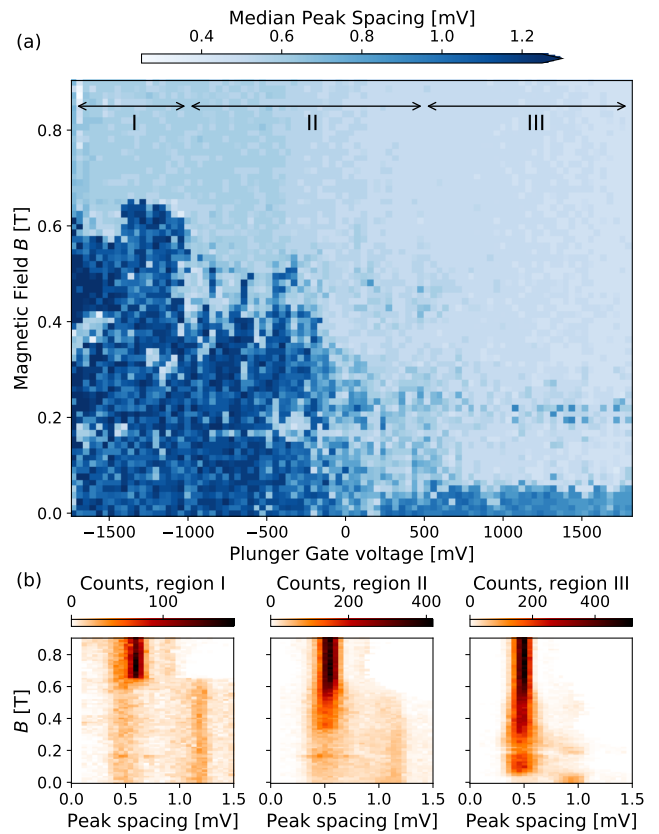 Median Peak Spacing [mV]
(a)
0.4 0.6 0.8 1.0 1.2
I II III
0.8
0.6
0.4
0.2
0.0
Magnetic Field B [T]
−1500 −1000 −500 0 500 1000 1500
Plunger Gate voltage [mV]
(b)
Counts, region I Counts, region II Counts, region III
0 100 0 200 400 0 200 400
0.8
0.6
0.4
0.2
0.0
B [T]
0.0 0.5 1.0 1.5 0.0 0.5 1.0 1.5 0.0 0.5 1.0 1.5
Peak spacing [mV] Peak spacing [mV] Peak spacing [mV]